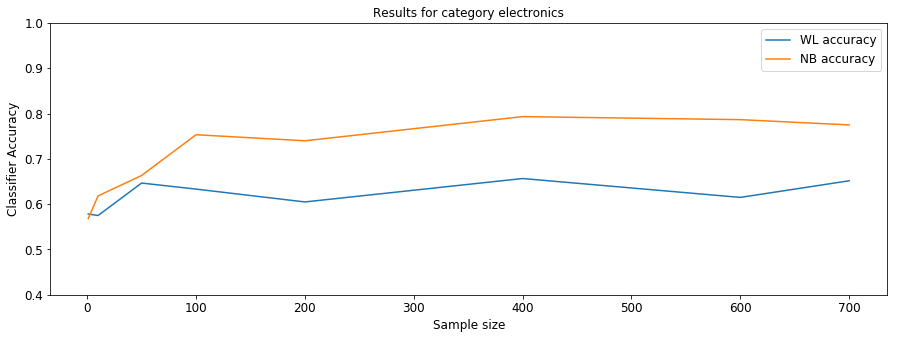 Results for category electronics
1.0
0.9
0.8
0.7
0.6
0.5
0.4
Classifier Accuracy
WL accuracy
NB accuracy
0 100 200 300 400 500 600 700
Sample size